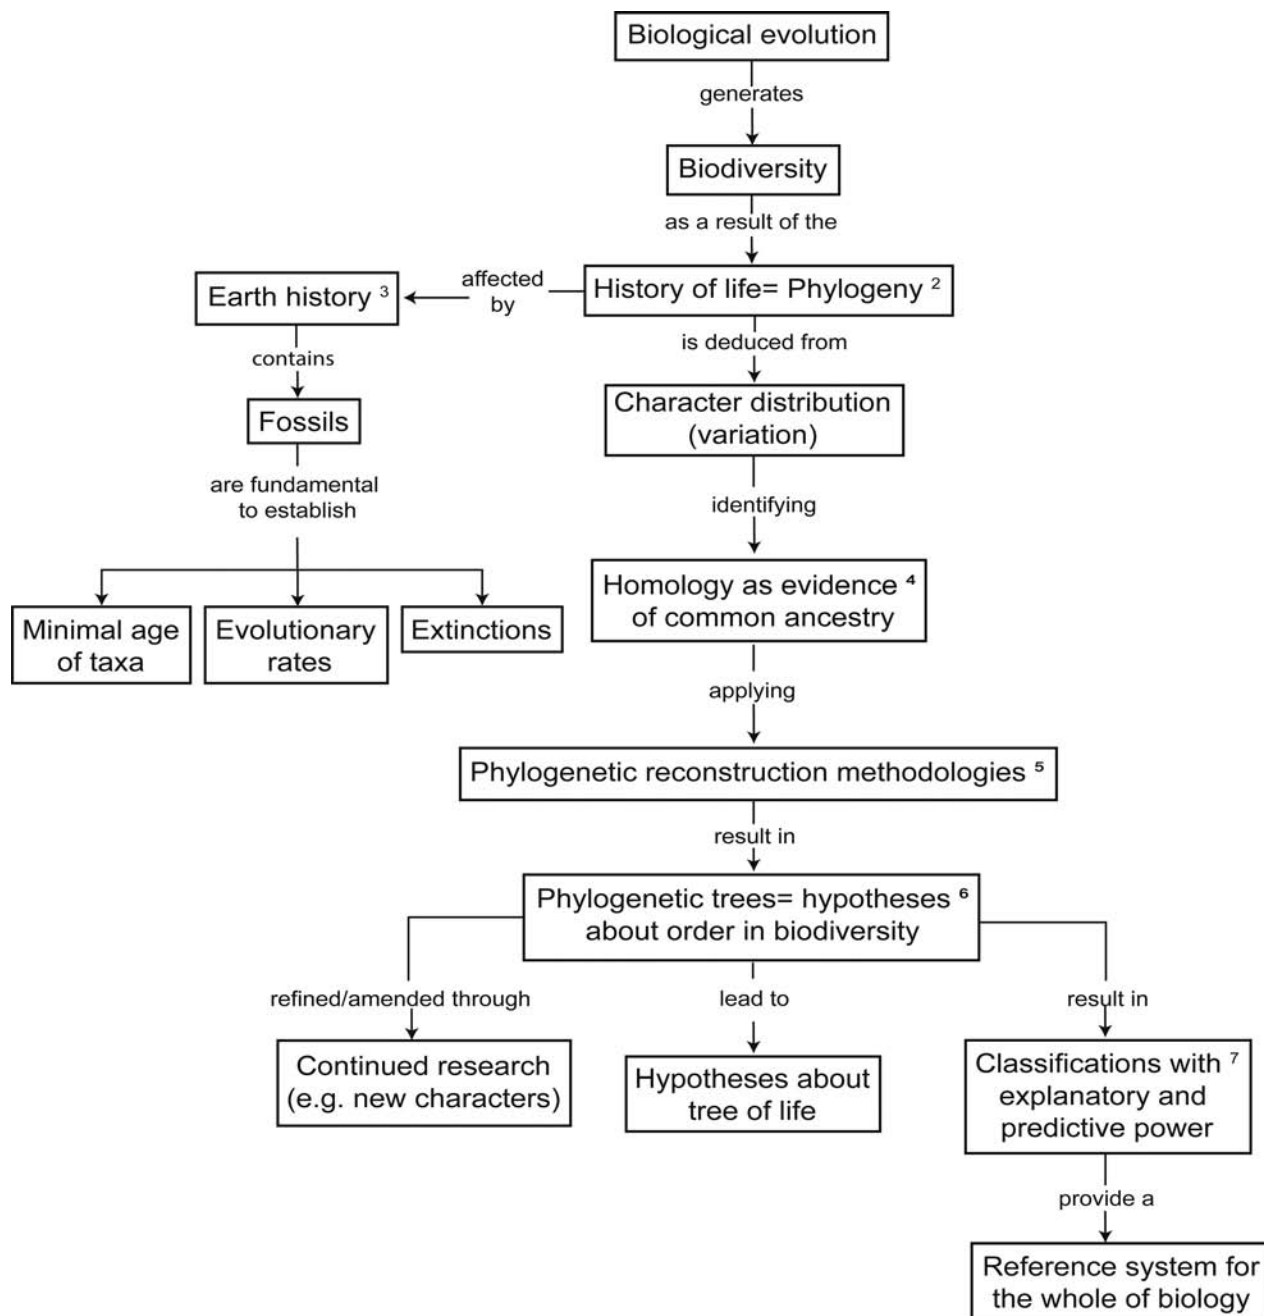 Biological evolution
generates
Biodiversity
as a result of the
History of life= Phylogeny ²
affected
by
Earth history ³
contains
Fossils
are fundamental
to establish
Minimal age
of taxa
Evolutionary
rates
Extinctions
is deduced from
Character distribution
(variation)
identifying
Homology as evidence ⁴
of common ancestry
applying
Phylogenetic reconstruction methodologies ⁵
result in
Phylogenetic trees= hypotheses ⁶
about order in biodiversity
refined/amended through
Continued research
(e.g. new characters)
lead to
Hypotheses about
tree of life
result in
Classifications with ⁷
explanatory and
predictive power
provide a
Reference system for
the whole of biology